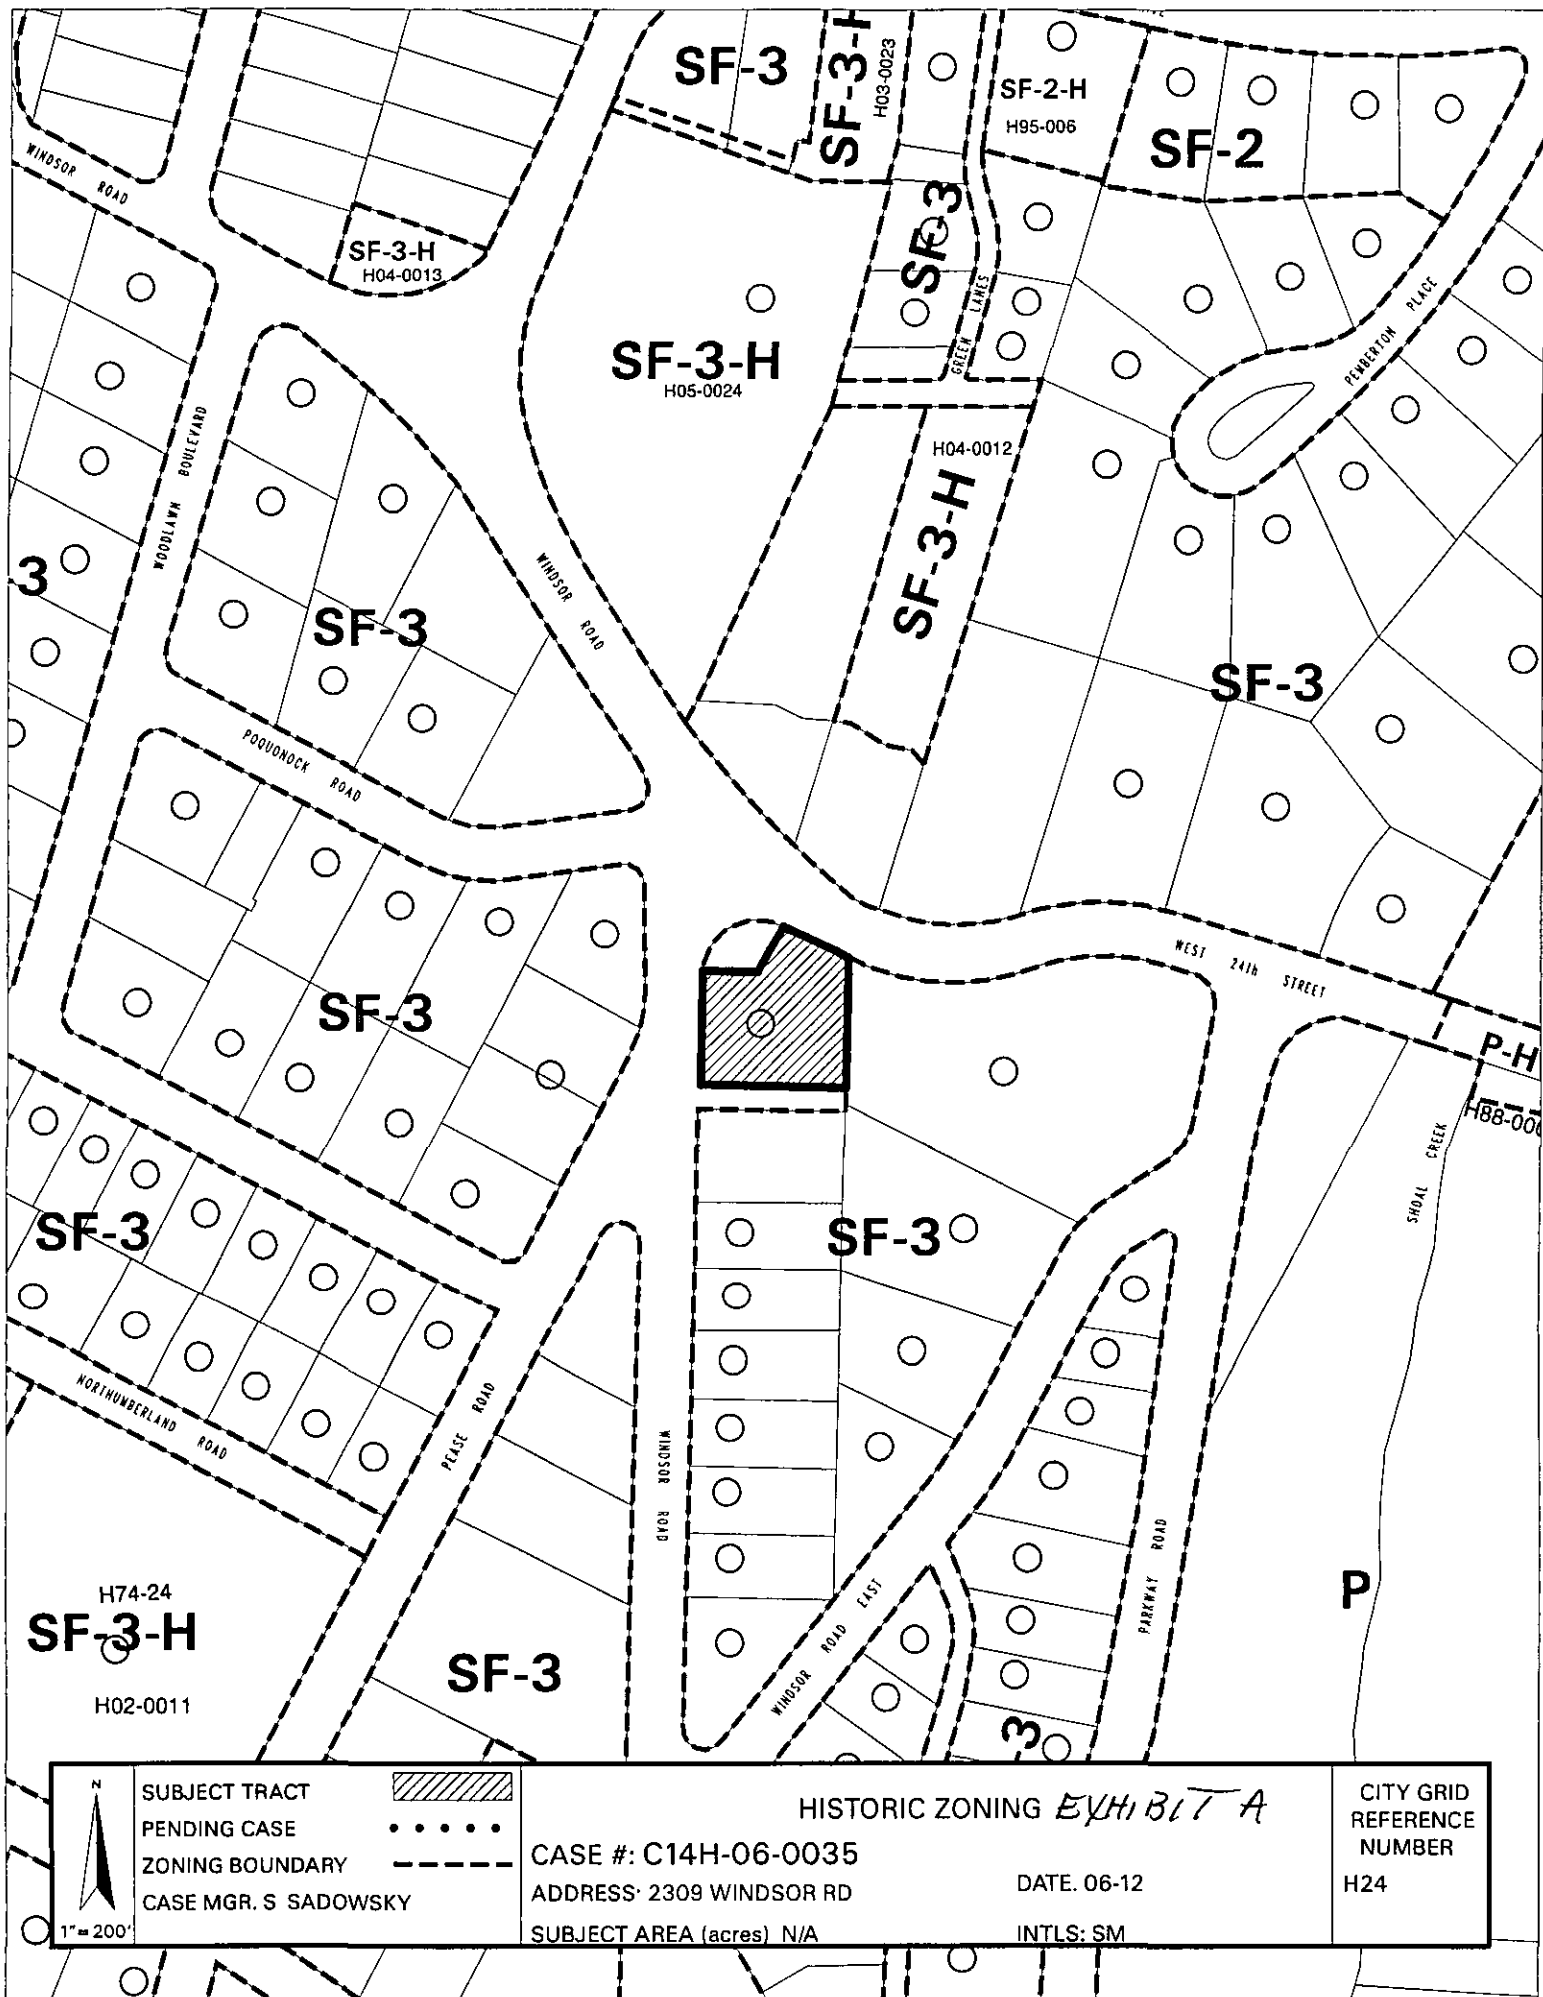 SF-3
SF-3-H
H03-0023
SF-2-H
H95-006
SF-2
WINDSOR ROAD
SF-3-H
H04-0013
SF-3
GREEN LANES
SF-3-H
H05-0024
PEMBERTON PLACE
WOODLAWN BOULEVARD
H04-0012
SF-3-H
3
WINDSOR ROAD
SF-3
SF-3
POQUONOCK ROAD
WEST 24th STREET
SF-3
P-H
H88-000
SHOAL CREEK
SF-3
SF-3
NORTHUMBERLAND ROAD
PEASE ROAD
WINDSOR ROAD
PARKWAY ROAD
WINDSOR ROAD EAST
P
H74-24
SF-3-H
H02-0011
SF-3
3
N
1"= 200'
SUBJECT TRACT
PENDING CASE
ZONING BOUNDARY
CASE MGR. S SADOWSKY
HISTORIC ZONING EXHIBIT A
CASE #: C14H-06-0035
ADDRESS: 2309 WINDSOR RD
DATE. 06-12
SUBJECT AREA (acres) N/A
INTLS: SM
CITY GRID
REFERENCE
NUMBER
H24